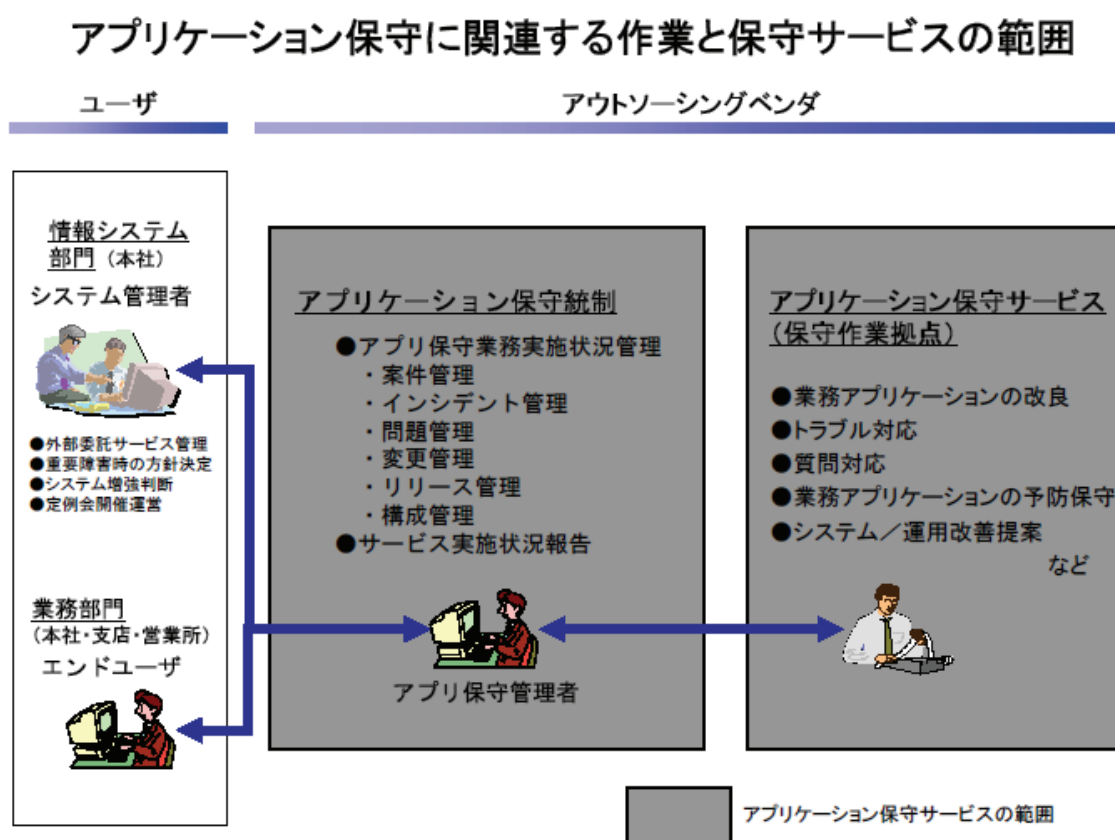 アプリケーション保守に関連する作業と保守サービスの範囲
ユーザ
アウトソーシングベンダ
情報システム
部門（本社）
システム管理者
●外部委託サービス管理
●重要障害時の方針決定
●システム増強判断
●定例会開催運営
業務部門
（本社・支店・営業所）
エンドユーザ
アプリケーション保守統制
●アプリ保守業務実施状況管理
・案件管理
・インシデント管理
・問題管理
・変更管理
・リリース管理
・構成管理
●サービス実施状況報告
アプリ保守管理者
アプリケーション保守サービス
（保守作業拠点）
●業務アプリケーションの改良
●トラブル対応
●質問対応
●業務アプリケーションの予防保守
●システム／運用改善提案
など
アプリケーション保守サービスの範囲